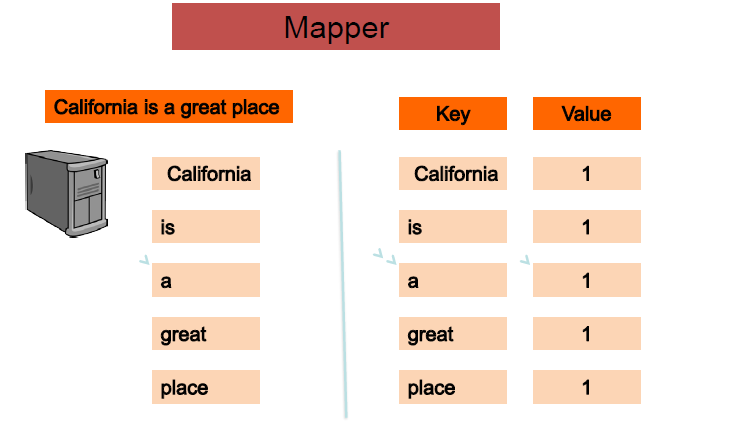 Mapper
California is a great place
California
is
a
great
place
Key Value
California 1
is 1
a 1
great 1
place 1